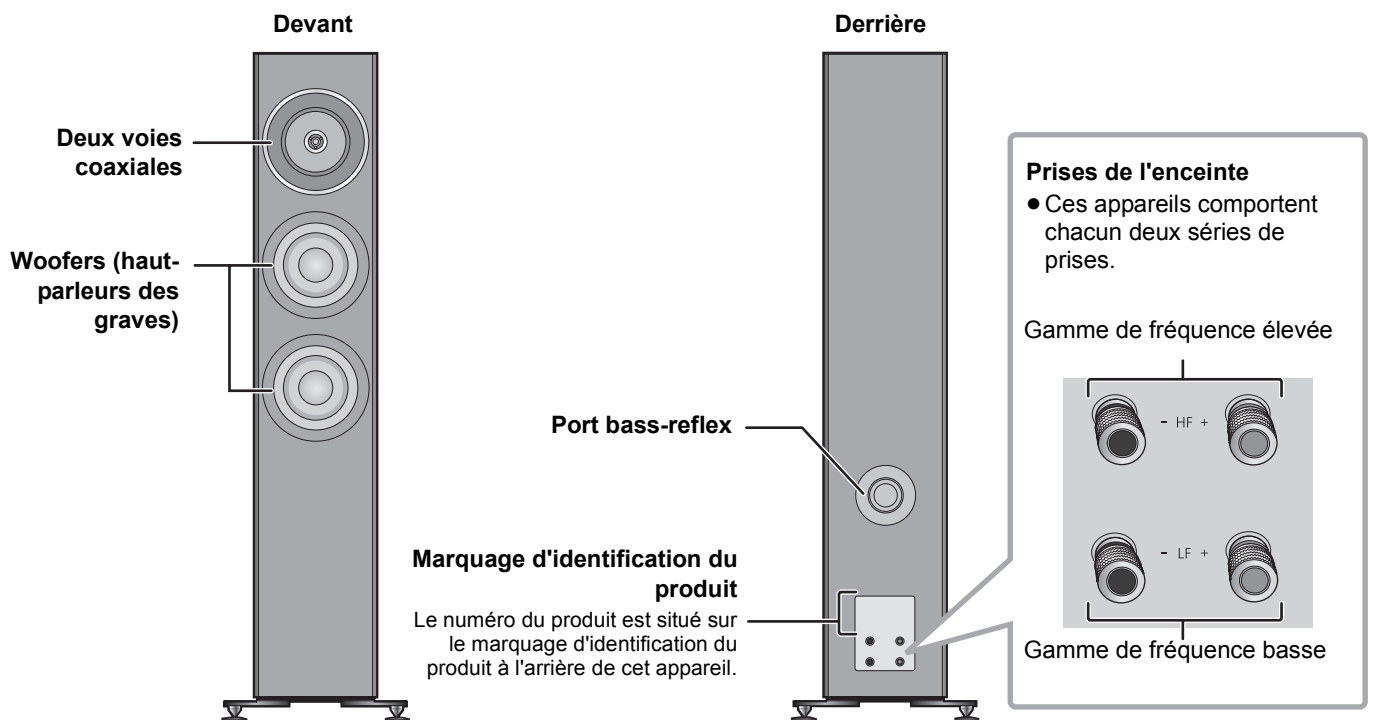 Devant
Deux voies
coaxiales
Woofers (haut-
parleurs des
graves)
Derrière
Port bass-reflex
Marquage d'identification du
produit
Le numéro du produit est situé sur
le marquage d'identification du
produit à l'arrière de cet appareil.
Prises de l'enceinte
● Ces appareils comportent
chacun deux séries de
prises.
Gamme de fréquence élevée
- HF +
- LF +
Gamme de fréquence basse